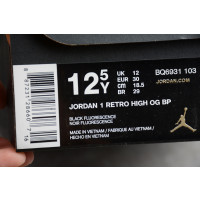 12.5Y
UK 12
EUR 30
CM 18.5
BR 29
BQ6931 103
JORDAN.COM
JORDAN 1 RETRO HIGH OG BP
BLACK FLUORESCENCE
NOIR FLUORESCENCE
MADE IN VIETNAM / FABRIQUÉ AU VIETNAM /
HECHO EN VIETNAM